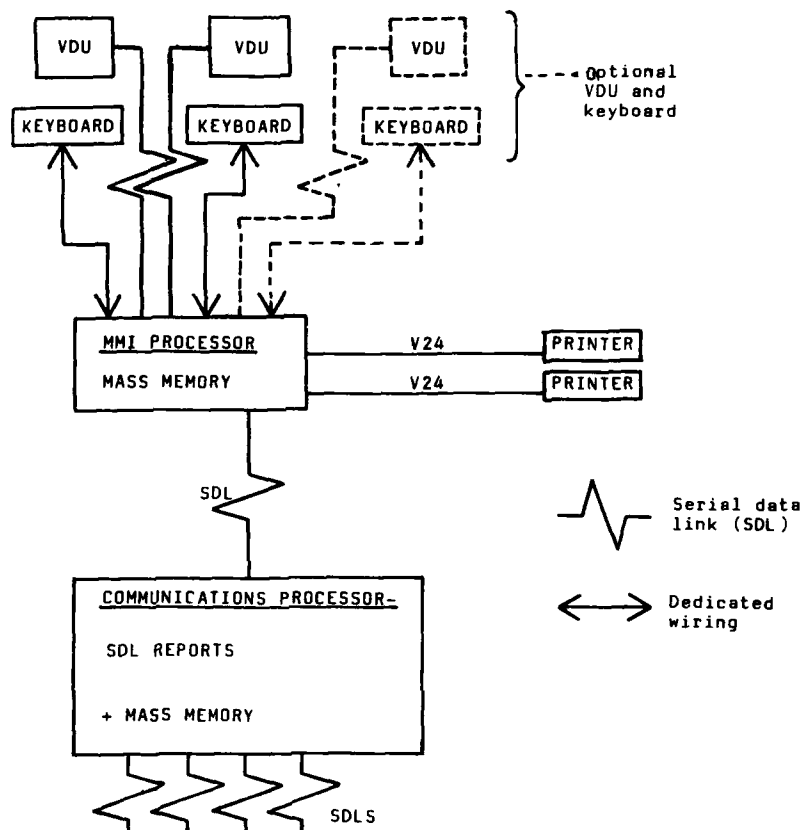 VDU
VDU
VDU
Optional
VDU and
keyboard
KEYBOARD
KEYBOARD
KEYBOARD
MMI PROCESSOR
MASS MEMORY
V24
PRINTER
V24
PRINTER
SDL
Serial data
link (SDL)
COMMUNICATIONS PROCESSOR-
SDL REPORTS
+ MASS MEMORY
Dedicated
wiring
SDLS